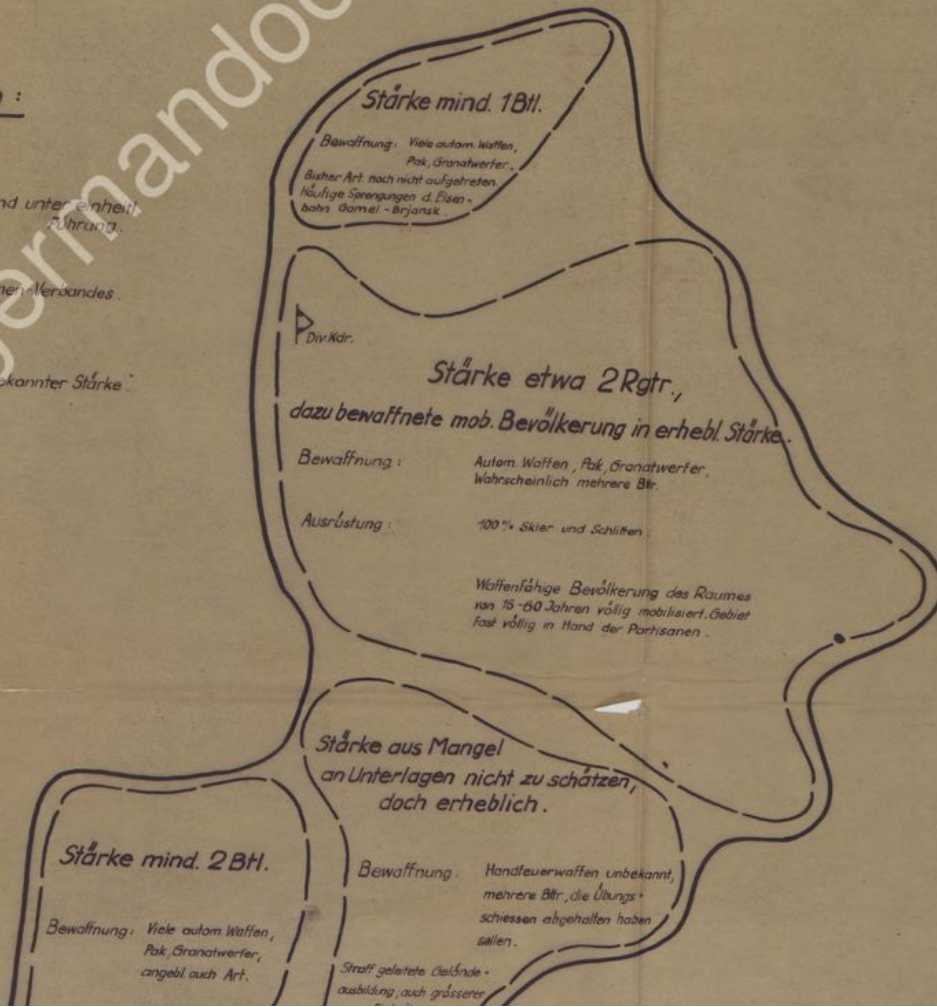 :
nd unter einheitl.
Führung.
nen-Verbandes.
kannter Stärke.
Stärke mind. 1 Btl.
Bewaffnung: Viele autom. Waffen,
Pak, Granatwerfer.
Bisher Art. noch nicht aufgetreten.
Häufige Sprengungen d. Eisen-
bahn Gomel - Brjansk.
Div. Kdr.
Stärke etwa 2 Rgtr.,
dazu bewaffnete mob. Bevölkerung in erhebl. Stärke.
Bewaffnung: Autom. Waffen, Pak, Granatwerfer,
Wahrscheinlich mehrere Bttr.
Ausrüstung: 100% Skier und Schlitten.
Waffenfähige Bevölkerung des Raumes
von 15-60 Jahren völlig mobilisiert. Gebiet
fast völlig in Hand der Partisanen.
Stärke aus Mangel
an Unterlagen nicht zu schätzen,
doch erheblich.
Bewaffnung: Handfeuerwaffen unbekannt,
mehrere Bttr., die Übungs-
schiessen abgehalten haben
sollen.
Straff geleitete Gelände-
ausbildung, auch grösserer
Stärke mind. 2 Btl.
Bewaffnung: Viele autom. Waffen,
Pak, Granatwerfer,
angebl. auch Art.
germandoc